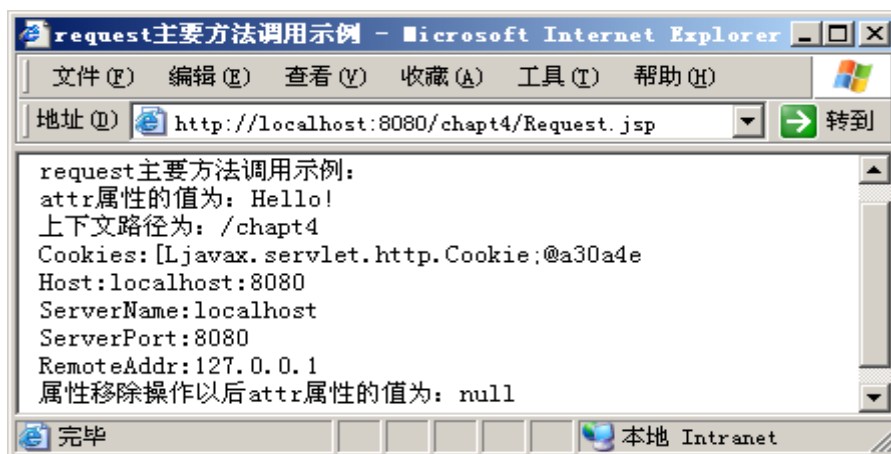 request主要方法调用示例 - Microsoft Internet Explorer
文件(F) 编辑(E) 查看(V) 收藏(A) 工具(T) 帮助(H)
地址(D) http://localhost:8080/chapt4/Request.jsp 转到
request主要方法调用示例:
attr属性的值为: Hello!
上下文路径为: /chapt4
Cookies:[Ljavax.servlet.http.Cookie;@a30a4e
Host:localhost:8080
ServerName:localhost
ServerPort:8080
RemoteAddr:127.0.0.1
属性移除操作以后attr属性的值为: null
完毕 本地 Intranet